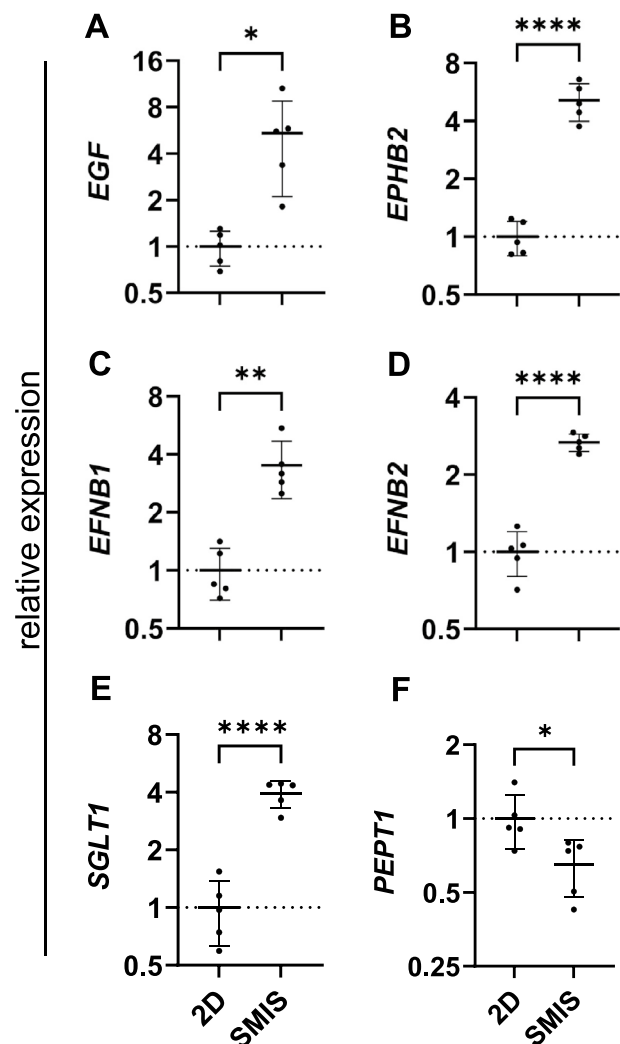 relative expression
A
*
EGF
16
8
4
2
1
0.5
B
****
EPHB2
8
4
2
1
0.5
C
**
EFNB1
8
4
2
1
0.5
D
****
EFNB2
4
2
1
0.5
E
****
SGLT1
8
4
2
1
0.5
2D
SMIS
F
*
PEPT1
2
1
0.5
0.25
2D
SMIS